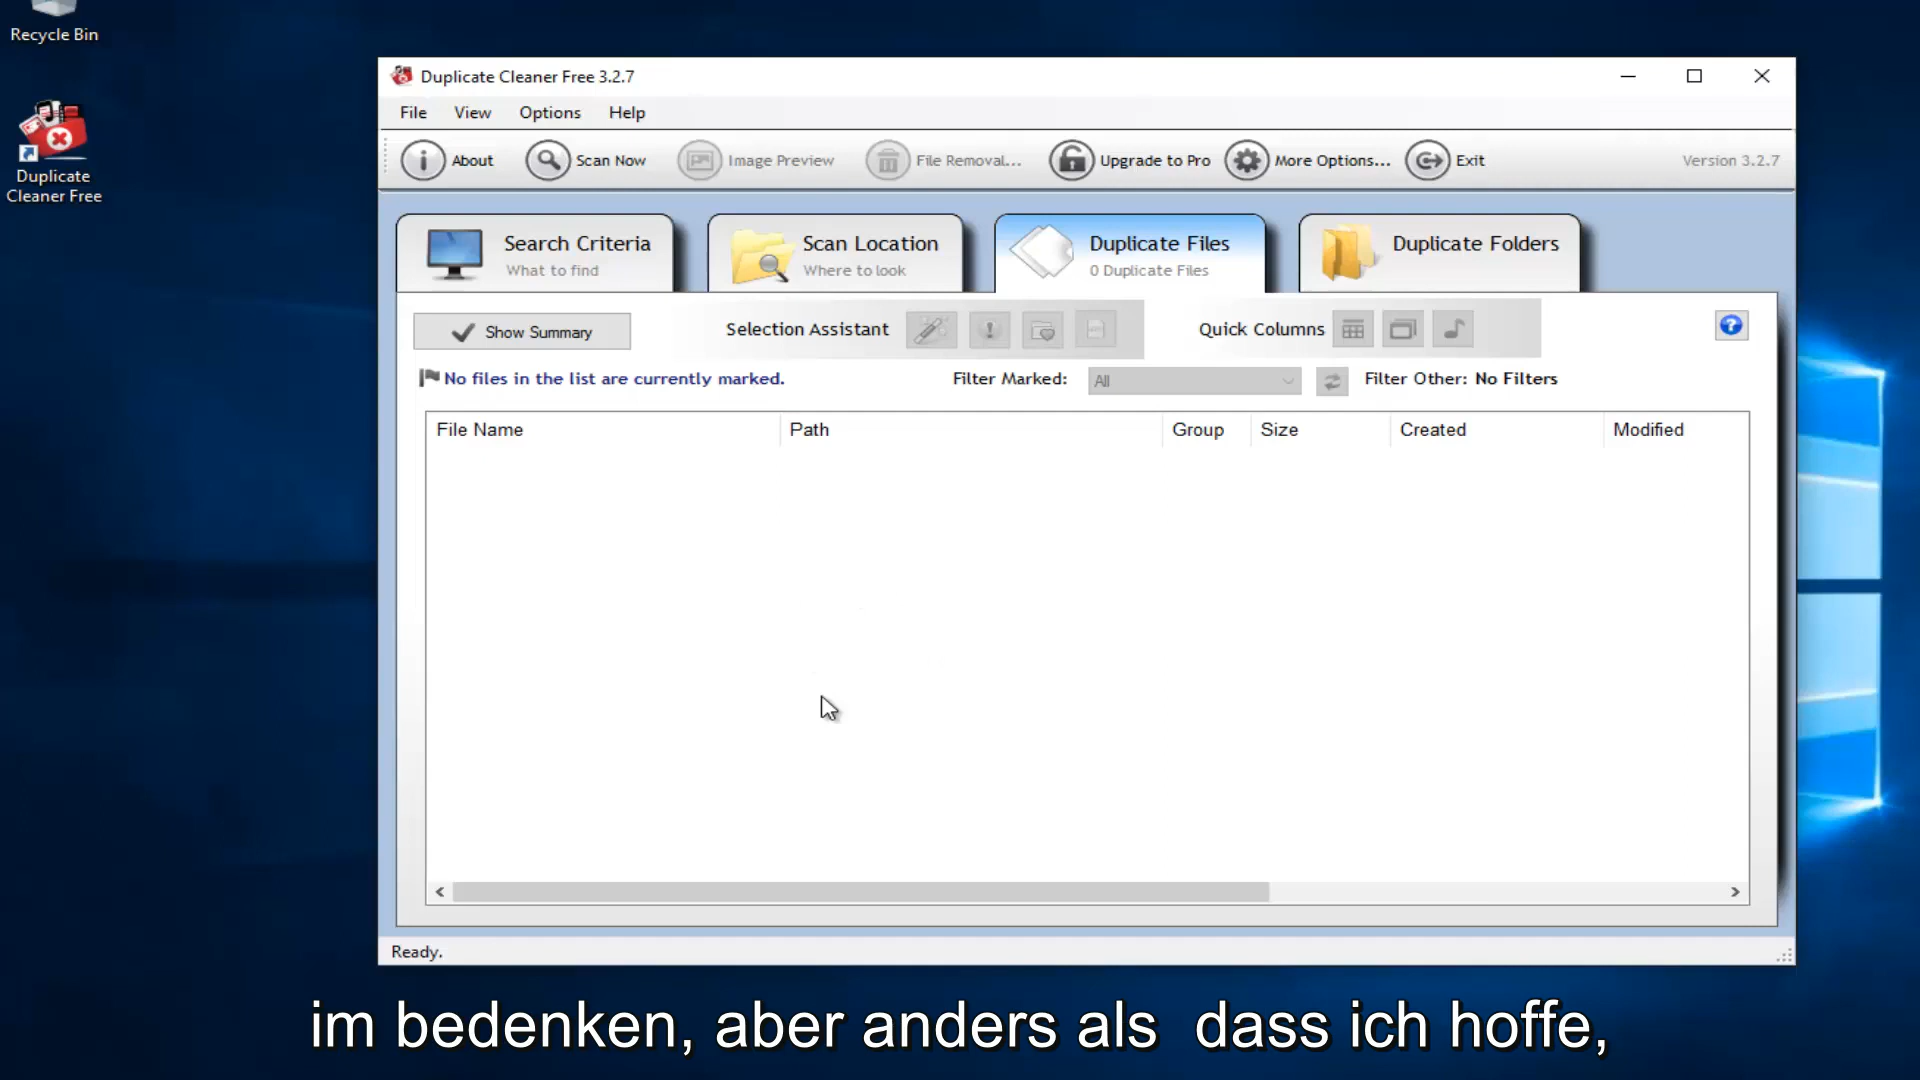 Recycle Bin
Duplicate
Cleaner Free
Duplicate Cleaner Free 3.2.7
File View Options Help
About Scan Now Image Preview File Removal... Upgrade to Pro More Options... Exit Version 3.2.7
Search Criteria
What to find
Scan Location
Where to look
Duplicate Files
0 Duplicate Files
Duplicate Folders
Show Summary Selection Assistant Quick Columns
No files in the list are currently marked. Filter Marked: All Filter Other: No Filters
File Name Path Group Size Created Modified
Ready.
im bedenken, aber anders als dass ich hoffe,